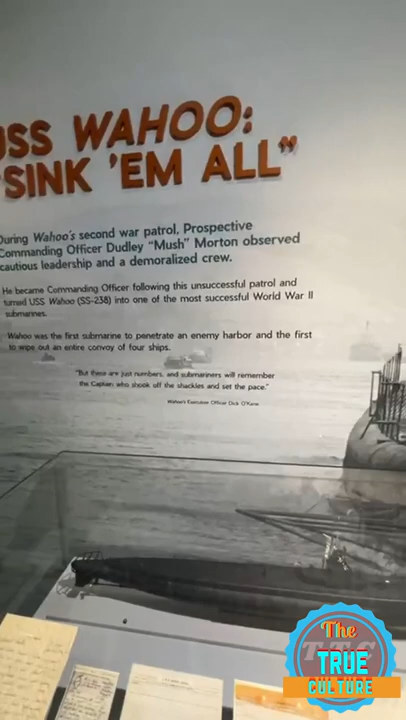 USS WAHOO:
"SINK 'EM ALL"
During Wahoo's second war patrol, Prospective
Commanding Officer Dudley "Mush" Morton observed
cautious leadership and a demoralized crew.
He became Commanding Officer following this unsuccessful patrol and
turned USS Wahoo (SS-238) into one of the most successful World War II
submarines.
Wahoo was the first submarine to penetrate an enemy harbor and the first
to wipe out an entire convoy of four ships.
"But these are just numbers, and submariners will remember
the Captain who shook off the shackles and set the pace."
Wahoo's Executive Officer Dick O'Kane
The
TRUE
CULTURE